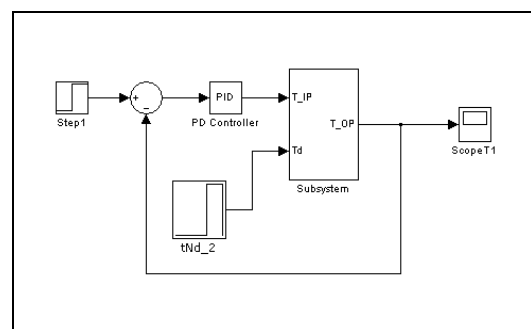 Step1
+
−
PID
PD Controller
T_IP
Td
T_OP
Subsystem
ScopeT1
tNd_2